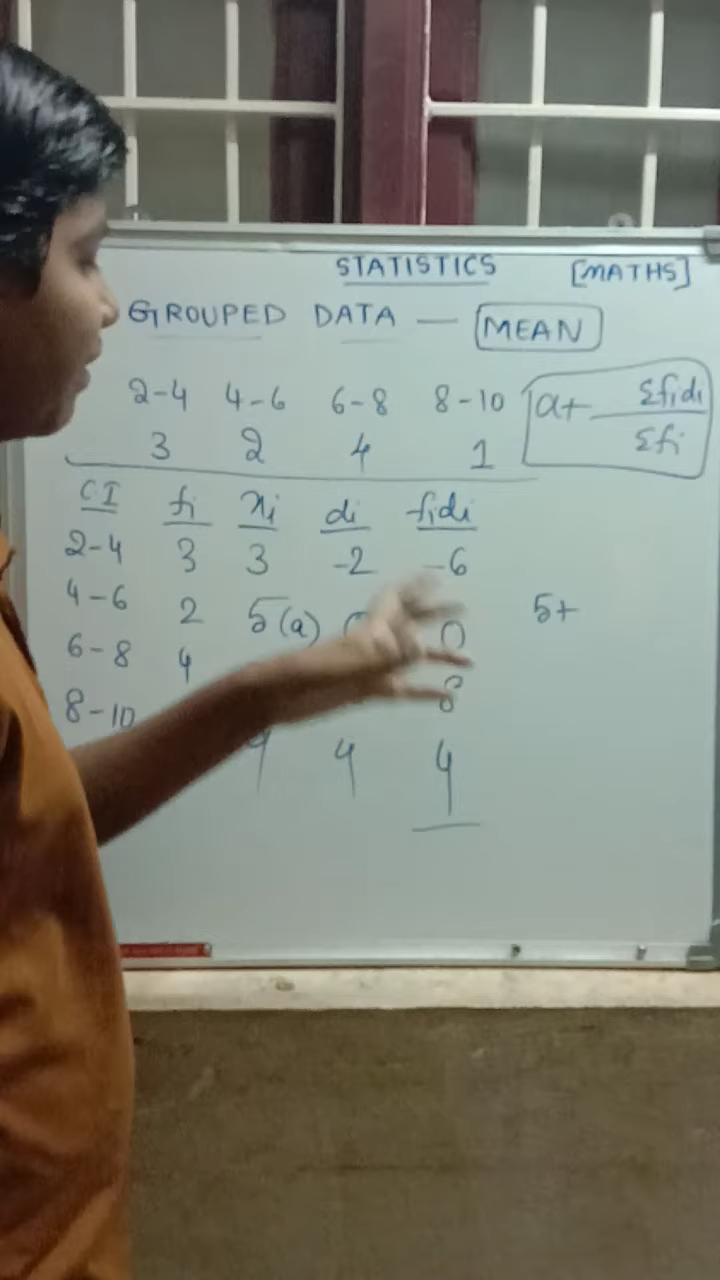 STATISTICS [MATHS]
GROUPED DATA — MEAN
2-4 4-6 6-8 8-10 a+ Σfidi
3 2 4 1 Σfi
C I fi xi di fidi
2-4 3 3 -2 -6
4-6 2 5(a) 0 5+
6-8 4 8
8-10 9 4 4